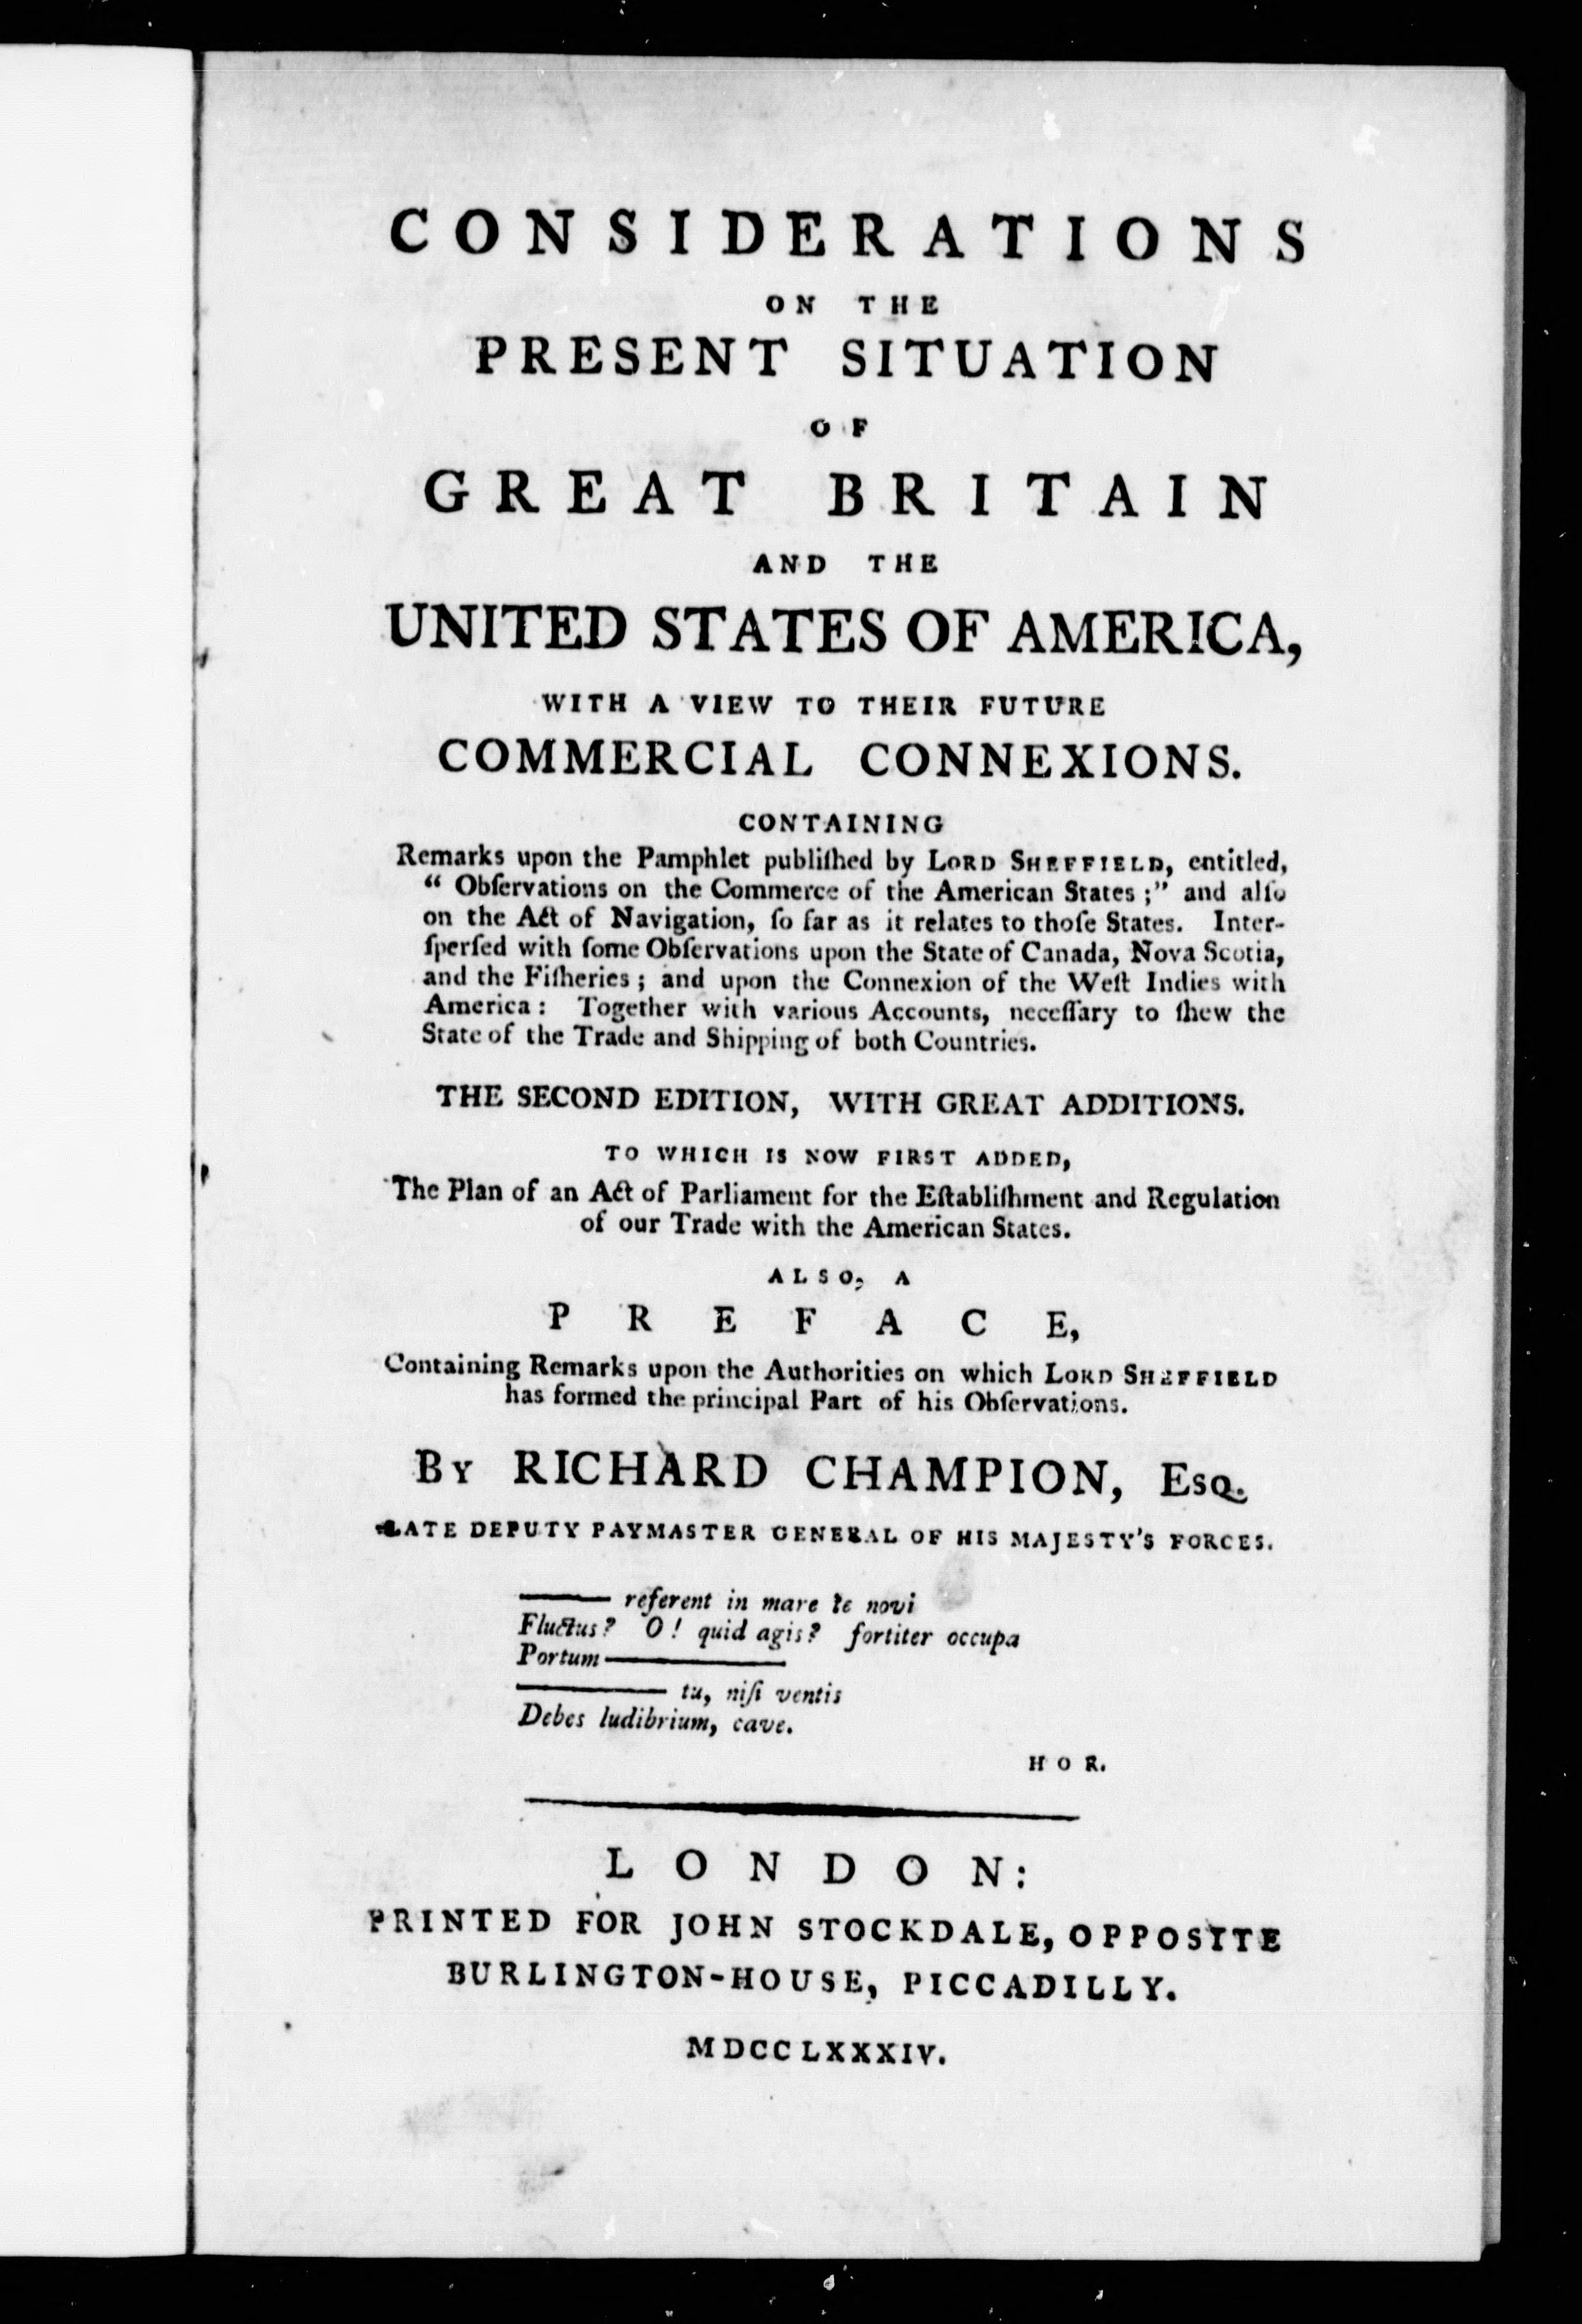 CONSIDERATIONS
ON THE
PRESENT SITUATION
OF
GREAT BRITAIN
AND THE
UNITED STATES OF AMERICA,
WITH A VIEW TO THEIR FUTURE
COMMERCIAL CONNEXIONS.
CONTAINING
Remarks upon the Pamphlet publiſhed by LORD SHEFFIELD, entitled,
“ Obſervations on the Commerce of the American States ;” and alſo
on the Act of Navigation, ſo far as it relates to thoſe States. Inter-
ſperſed with ſome Obſervations upon the State of Canada, Nova Scotia,
and the Fiſheries ; and upon the Connexion of the Weſt Indies with
America : Together with various Accounts, neceſſary to ſhew the
State of the Trade and Shipping of both Countries.
THE SECOND EDITION, WITH GREAT ADDITIONS.
TO WHICH IS NOW FIRST ADDED,
The Plan of an Act of Parliament for the Eſtabliſhment and Regulation
of our Trade with the American States.
ALSO, A
PREFACE,
Containing Remarks upon the Authorities on which LORD SHEFFIELD
has formed the principal Part of his Obſervations.
BY RICHARD CHAMPION, ESQ.
LATE DEPUTY PAYMASTER GENERAL OF HIS MAJESTY'S FORCES.
——— referent in mare te novi
Fluctus? O! quid agis? fortiter occupa
Portum ———
——— tu, niſi ventis
Debes ludibrium, cave.
HOR.
LONDON:
PRINTED FOR JOHN STOCKDALE, OPPOSITE
BURLINGTON-HOUSE, PICCADILLY.
MDCCLXXXIV.